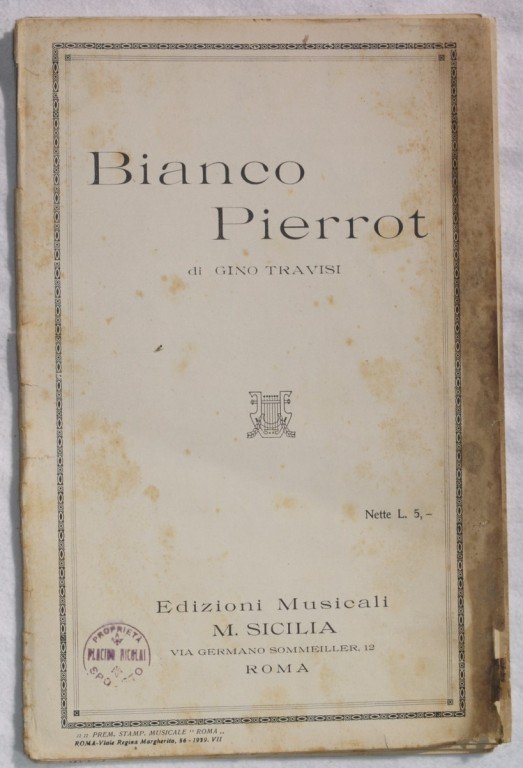 Bianco
Pierrot
di GINO TRAVISI
Nette L. 5,-
Edizioni Musicali
M. SICILIA
VIA GERMANO SOMMEILLER, 12
ROMA
PROPRIETÀ
PLACIDO NICOLAI
SPOLETO
:: :: PREM. STAMP. MUSICALE "ROMA„
ROMA-Viale Regina Margherita, 86 - 1929. VII